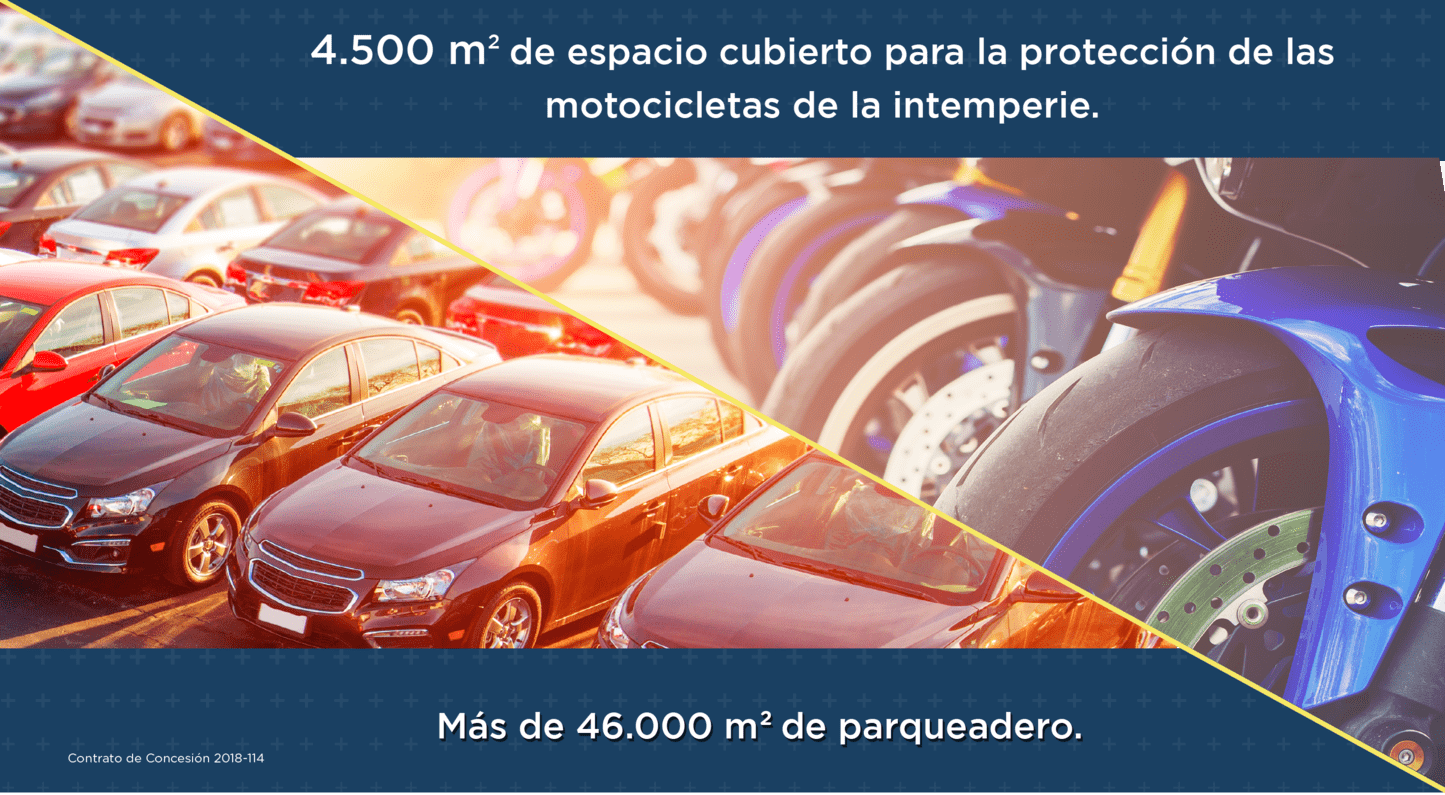 4.500 m² de espacio cubierto para la protección de las
motocicletas de la intemperie.
Más de 46.000 m² de parqueadero.
Contrato de Concesión 2018-114